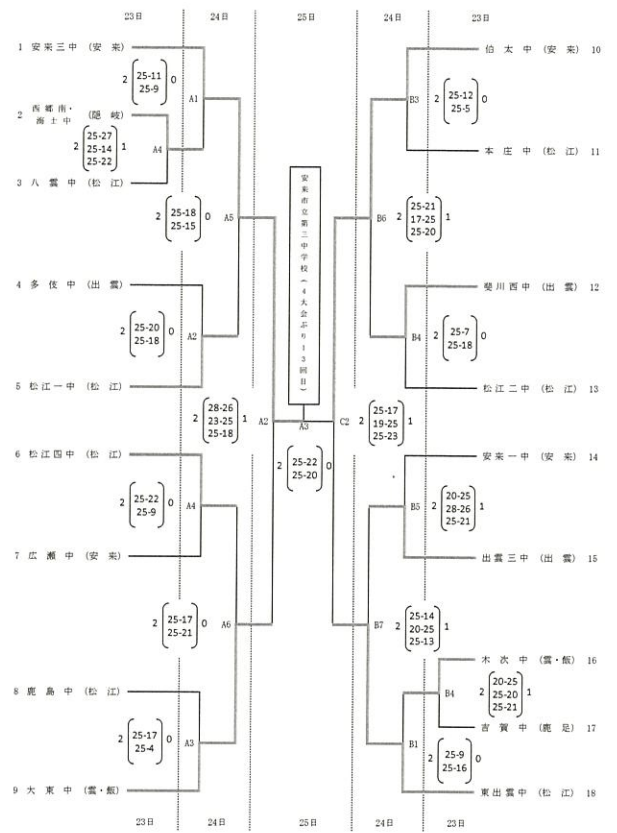 23日 24日 25日 24日 23日
1 安来三中 (安 来)
2 25-11 0
25-9
A1
西郷南・
2 海士中 (隠岐)
25-27
2 25-14 1
25-22
A4
3 八雲中 (松江)
2 25-18 0
25-15
A5
4 多伎中 (出雲)
2 25-20 0
25-18
A2
5 松江一中 (松江)
28-26
2 23-25 1
25-18
A2
6 松江四中 (松江)
2 25-22 0
25-9
A4
7 広瀬中 (安来)
2 25-17 0
25-21
A6
8 鹿島中 (松江)
2 25-17 0
25-4
A3
9 大東中 (雲・飯)
安来市立第三中学校(4大会ぶり13回目)
A3
2 25-22 0
25-20
伯太中 (安来) 10
B3
2 25-12 0
25-5
本庄中 (松江) 11
B6
25-21
2 17-25 1
25-20
斐川西中 (出雲) 12
B4
2 25-7 0
25-18
松江二中 (松江) 13
C2
25-17
2 19-25 1
25-23
安来一中 (安来) 14
B5
20-25
2 28-26 1
25-21
出雲三中 (出雲) 15
B7
25-14
2 20-25 1
25-13
木次中 (雲・飯) 16
B4
20-25
2 25-20 1
25-21
吉賀中 (鹿足) 17
B1
2 25-9 0
25-16
東出雲中 (松江) 18
23日 24日 25日 24日 23日